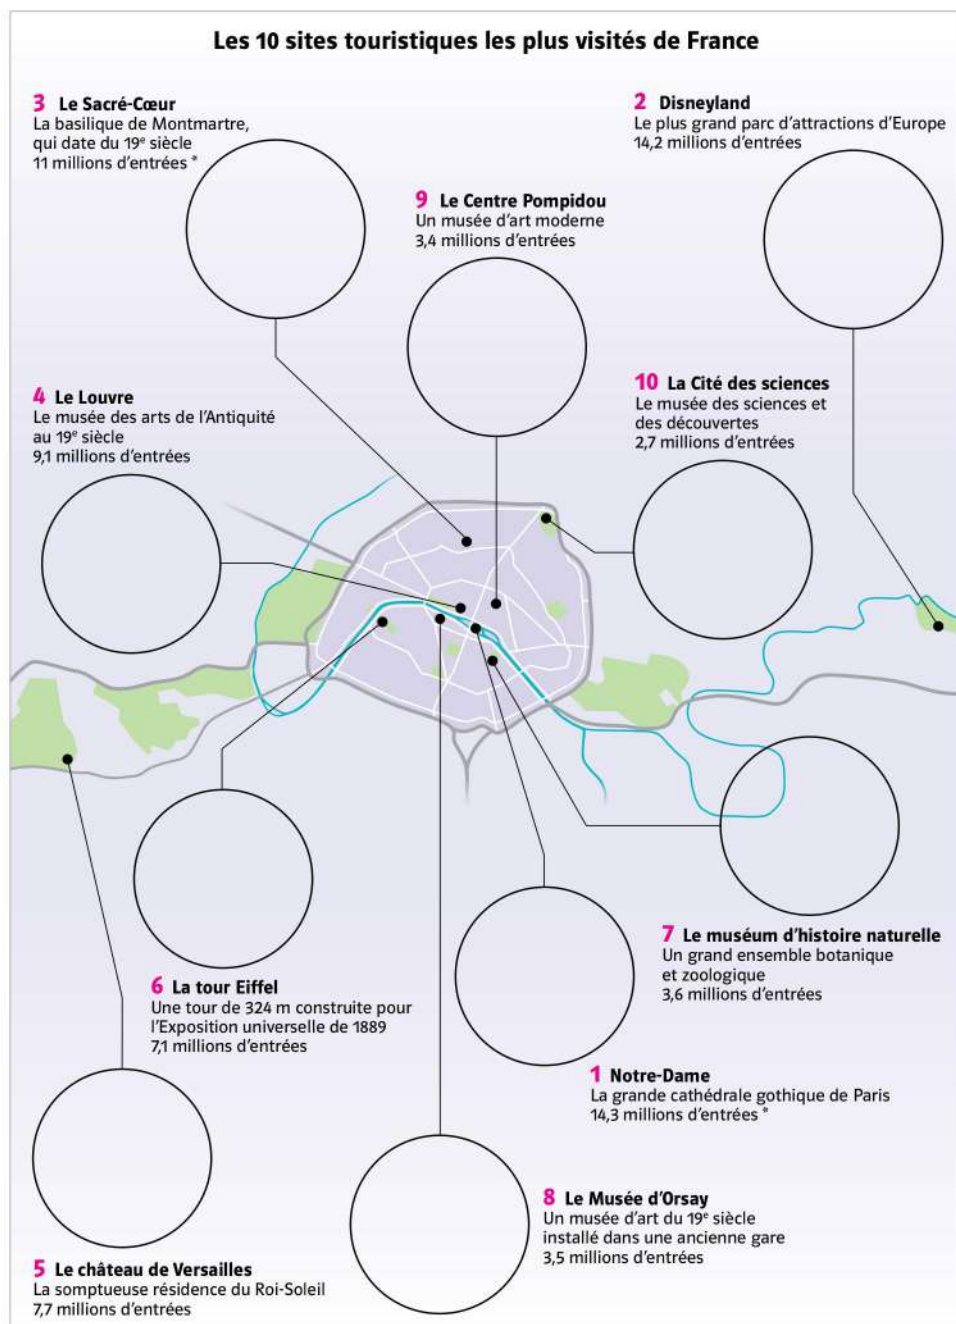 Les 10 sites touristiques les plus visités de France
3 Le Sacré-Cœur
La basilique de Montmartre,
qui date du 19e siècle
11 millions d'entrées *
2 Disneyland
Le plus grand parc d'attractions d'Europe
14,2 millions d'entrées
9 Le Centre Pompidou
Un musée d'art moderne
3,4 millions d'entrées
4 Le Louvre
Le musée des arts de l'Antiquité
au 19e siècle
9,1 millions d'entrées
10 La Cité des sciences
Le musée des sciences et
des découvertes
2,7 millions d'entrées
7 Le muséum d'histoire naturelle
Un grand ensemble botanique
et zoologique
3,6 millions d'entrées
6 La tour Eiffel
Une tour de 324 m construite pour
l'Exposition universelle de 1889
7,1 millions d'entrées
1 Notre-Dame
La grande cathédrale gothique de Paris
14,3 millions d'entrées *
8 Le Musée d'Orsay
Un musée d'art du 19e siècle
installé dans une ancienne gare
3,5 millions d'entrées
5 Le château de Versailles
La somptueuse résidence du Roi-Soleil
7,7 millions d'entrées